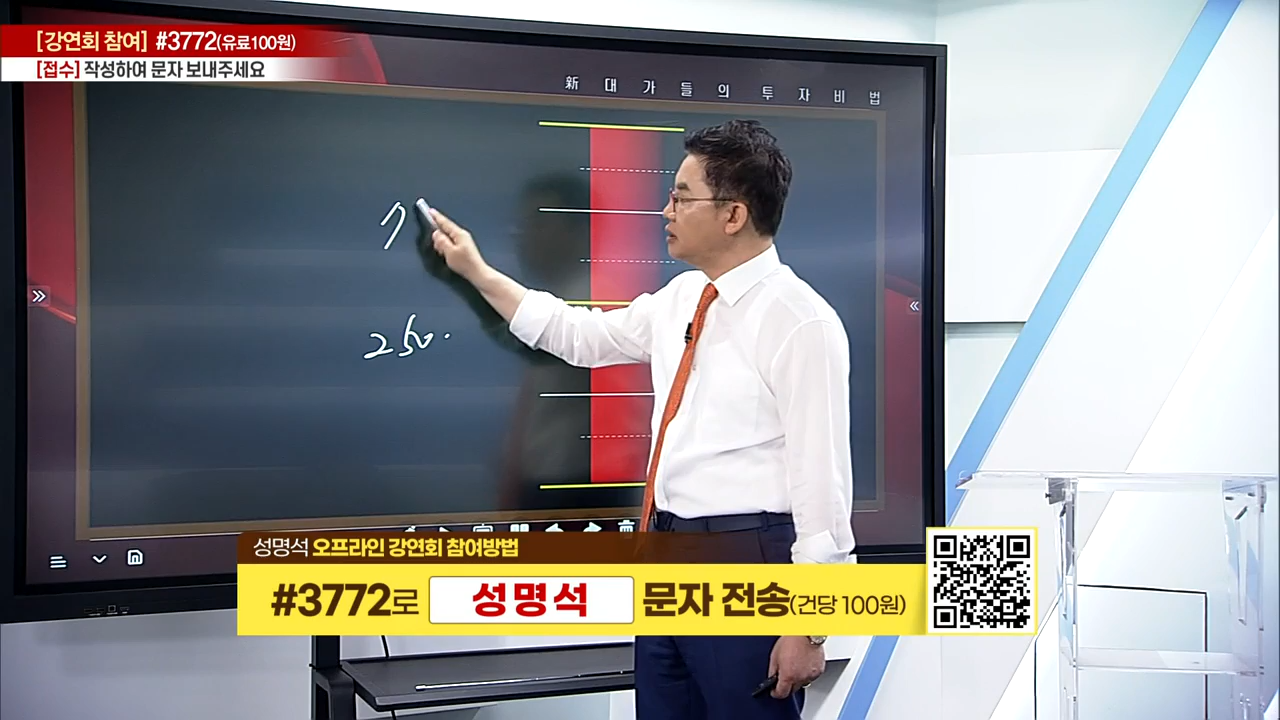 [강연회 참여] #3772(유료100원)
[접수] 작성하여 문자 보내주세요
新 대가들의 투자비법
250.
성명석 오프라인 강연회 참여방법
#3772로 성명석 문자 전송(건당 100원)